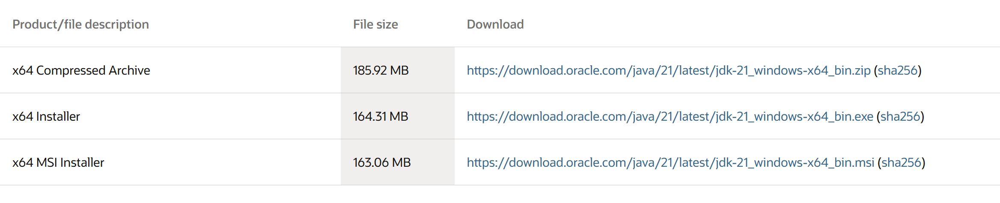 Product/file description File size Download
x64 Compressed Archive 185.92 MB https://download.oracle.com/java/21/latest/jdk-21_windows-x64_bin.zip (sha256)
x64 Installer 164.31 MB https://download.oracle.com/java/21/latest/jdk-21_windows-x64_bin.exe (sha256)
x64 MSI Installer 163.06 MB https://download.oracle.com/java/21/latest/jdk-21_windows-x64_bin.msi (sha256)